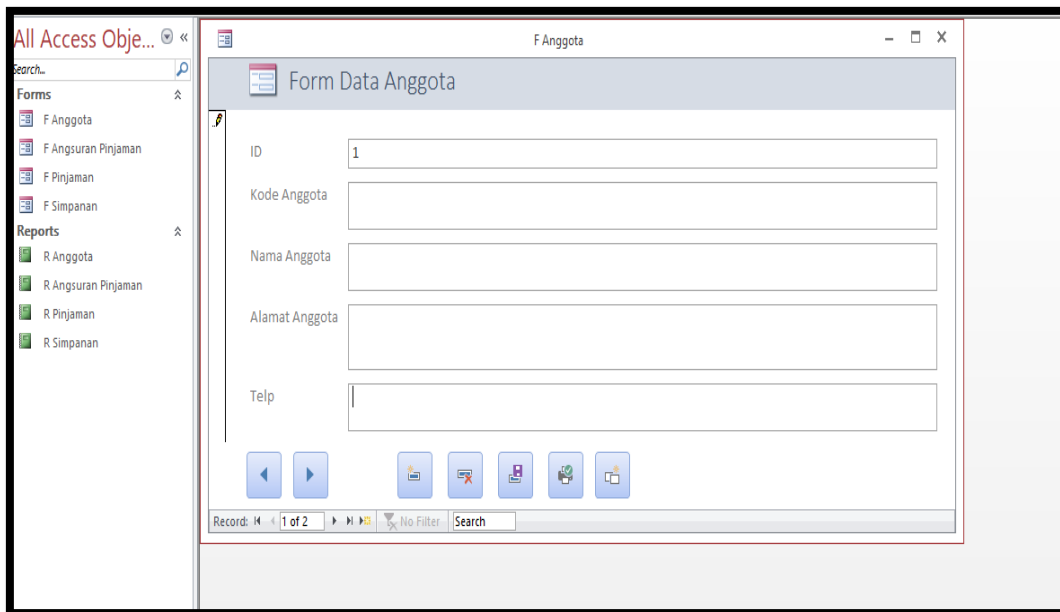 All Access Obje...
Search...
Forms
F Anggota
F Angsuran Pinjaman
F Pinjaman
F Simpanan
Reports
R Anggota
R Angsuran Pinjaman
R Pinjaman
R Simpanan
F Anggota
Form Data Anggota
ID 1
Kode Anggota
Nama Anggota
Alamat Anggota
Telp
Record: 1 of 2 No Filter Search